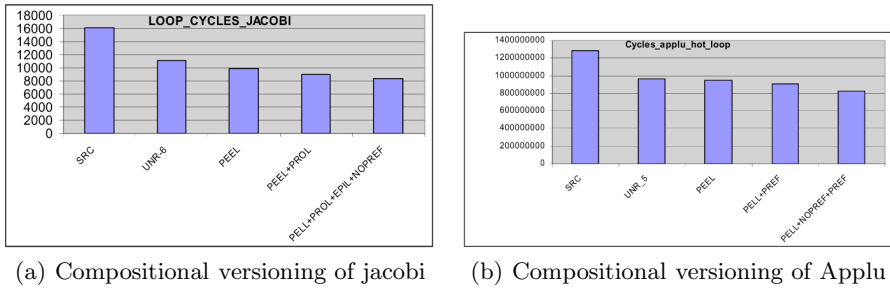 LOOP_CYCLES_JACOBI
18000
16000
14000
12000
10000
8000
6000
4000
2000
0
SRC
UNR-6
PEEL
PEEL+PROL
PELL+PROL+EPIL+NOPREF
(a) Compositional versioning of jacobi
Cycles_applu_hot_loop
1400000000
1200000000
1000000000
800000000
600000000
400000000
200000000
0
SRC
UNR_5
PEEL
PELL+PREF
PELL+NOPREF+PREF
(b) Compositional versioning of Applu